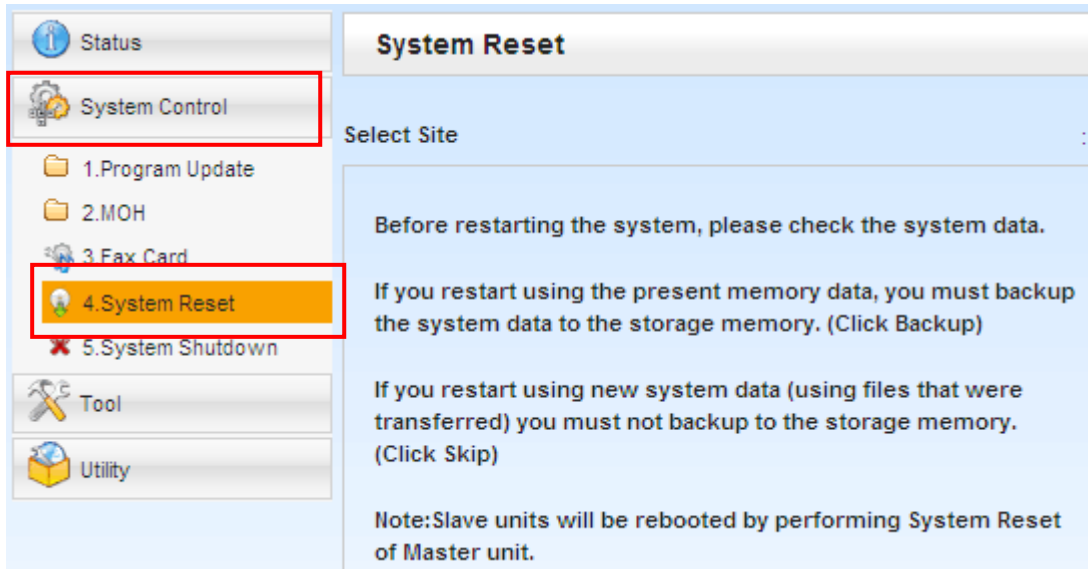 Status
System Control
1.Program Update
2.MOH
3.Fax Card
4.System Reset
5.System Shutdown
Tool
Utility
System Reset
Select Site :
Before restarting the system, please check the system data.
If you restart using the present memory data, you must backup
the system data to the storage memory. (Click Backup)
If you restart using new system data (using files that were
transferred) you must not backup to the storage memory.
(Click Skip)
Note:Slave units will be rebooted by performing System Reset
of Master unit.